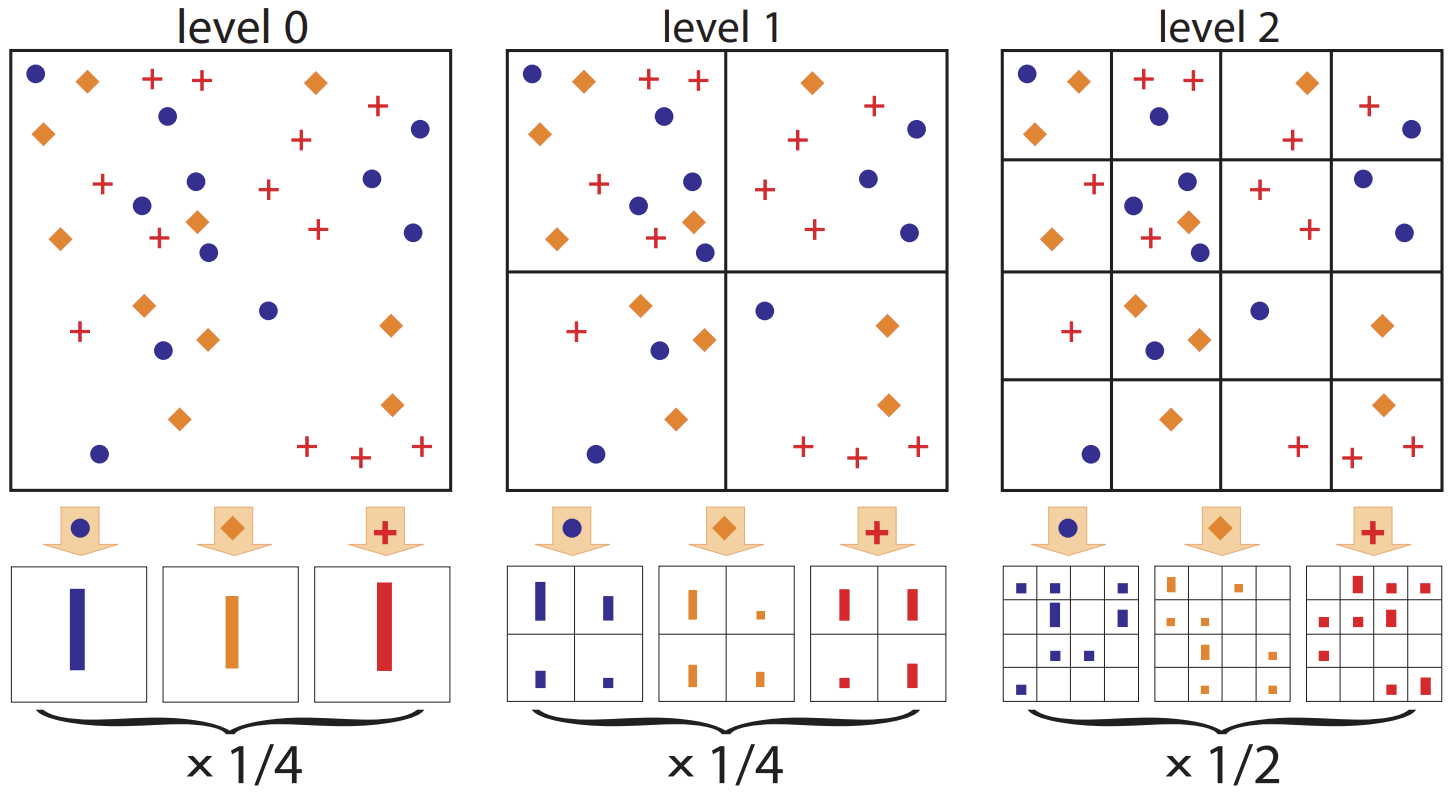 level 0
level 1
level 2
× 1/4
× 1/4
× 1/2